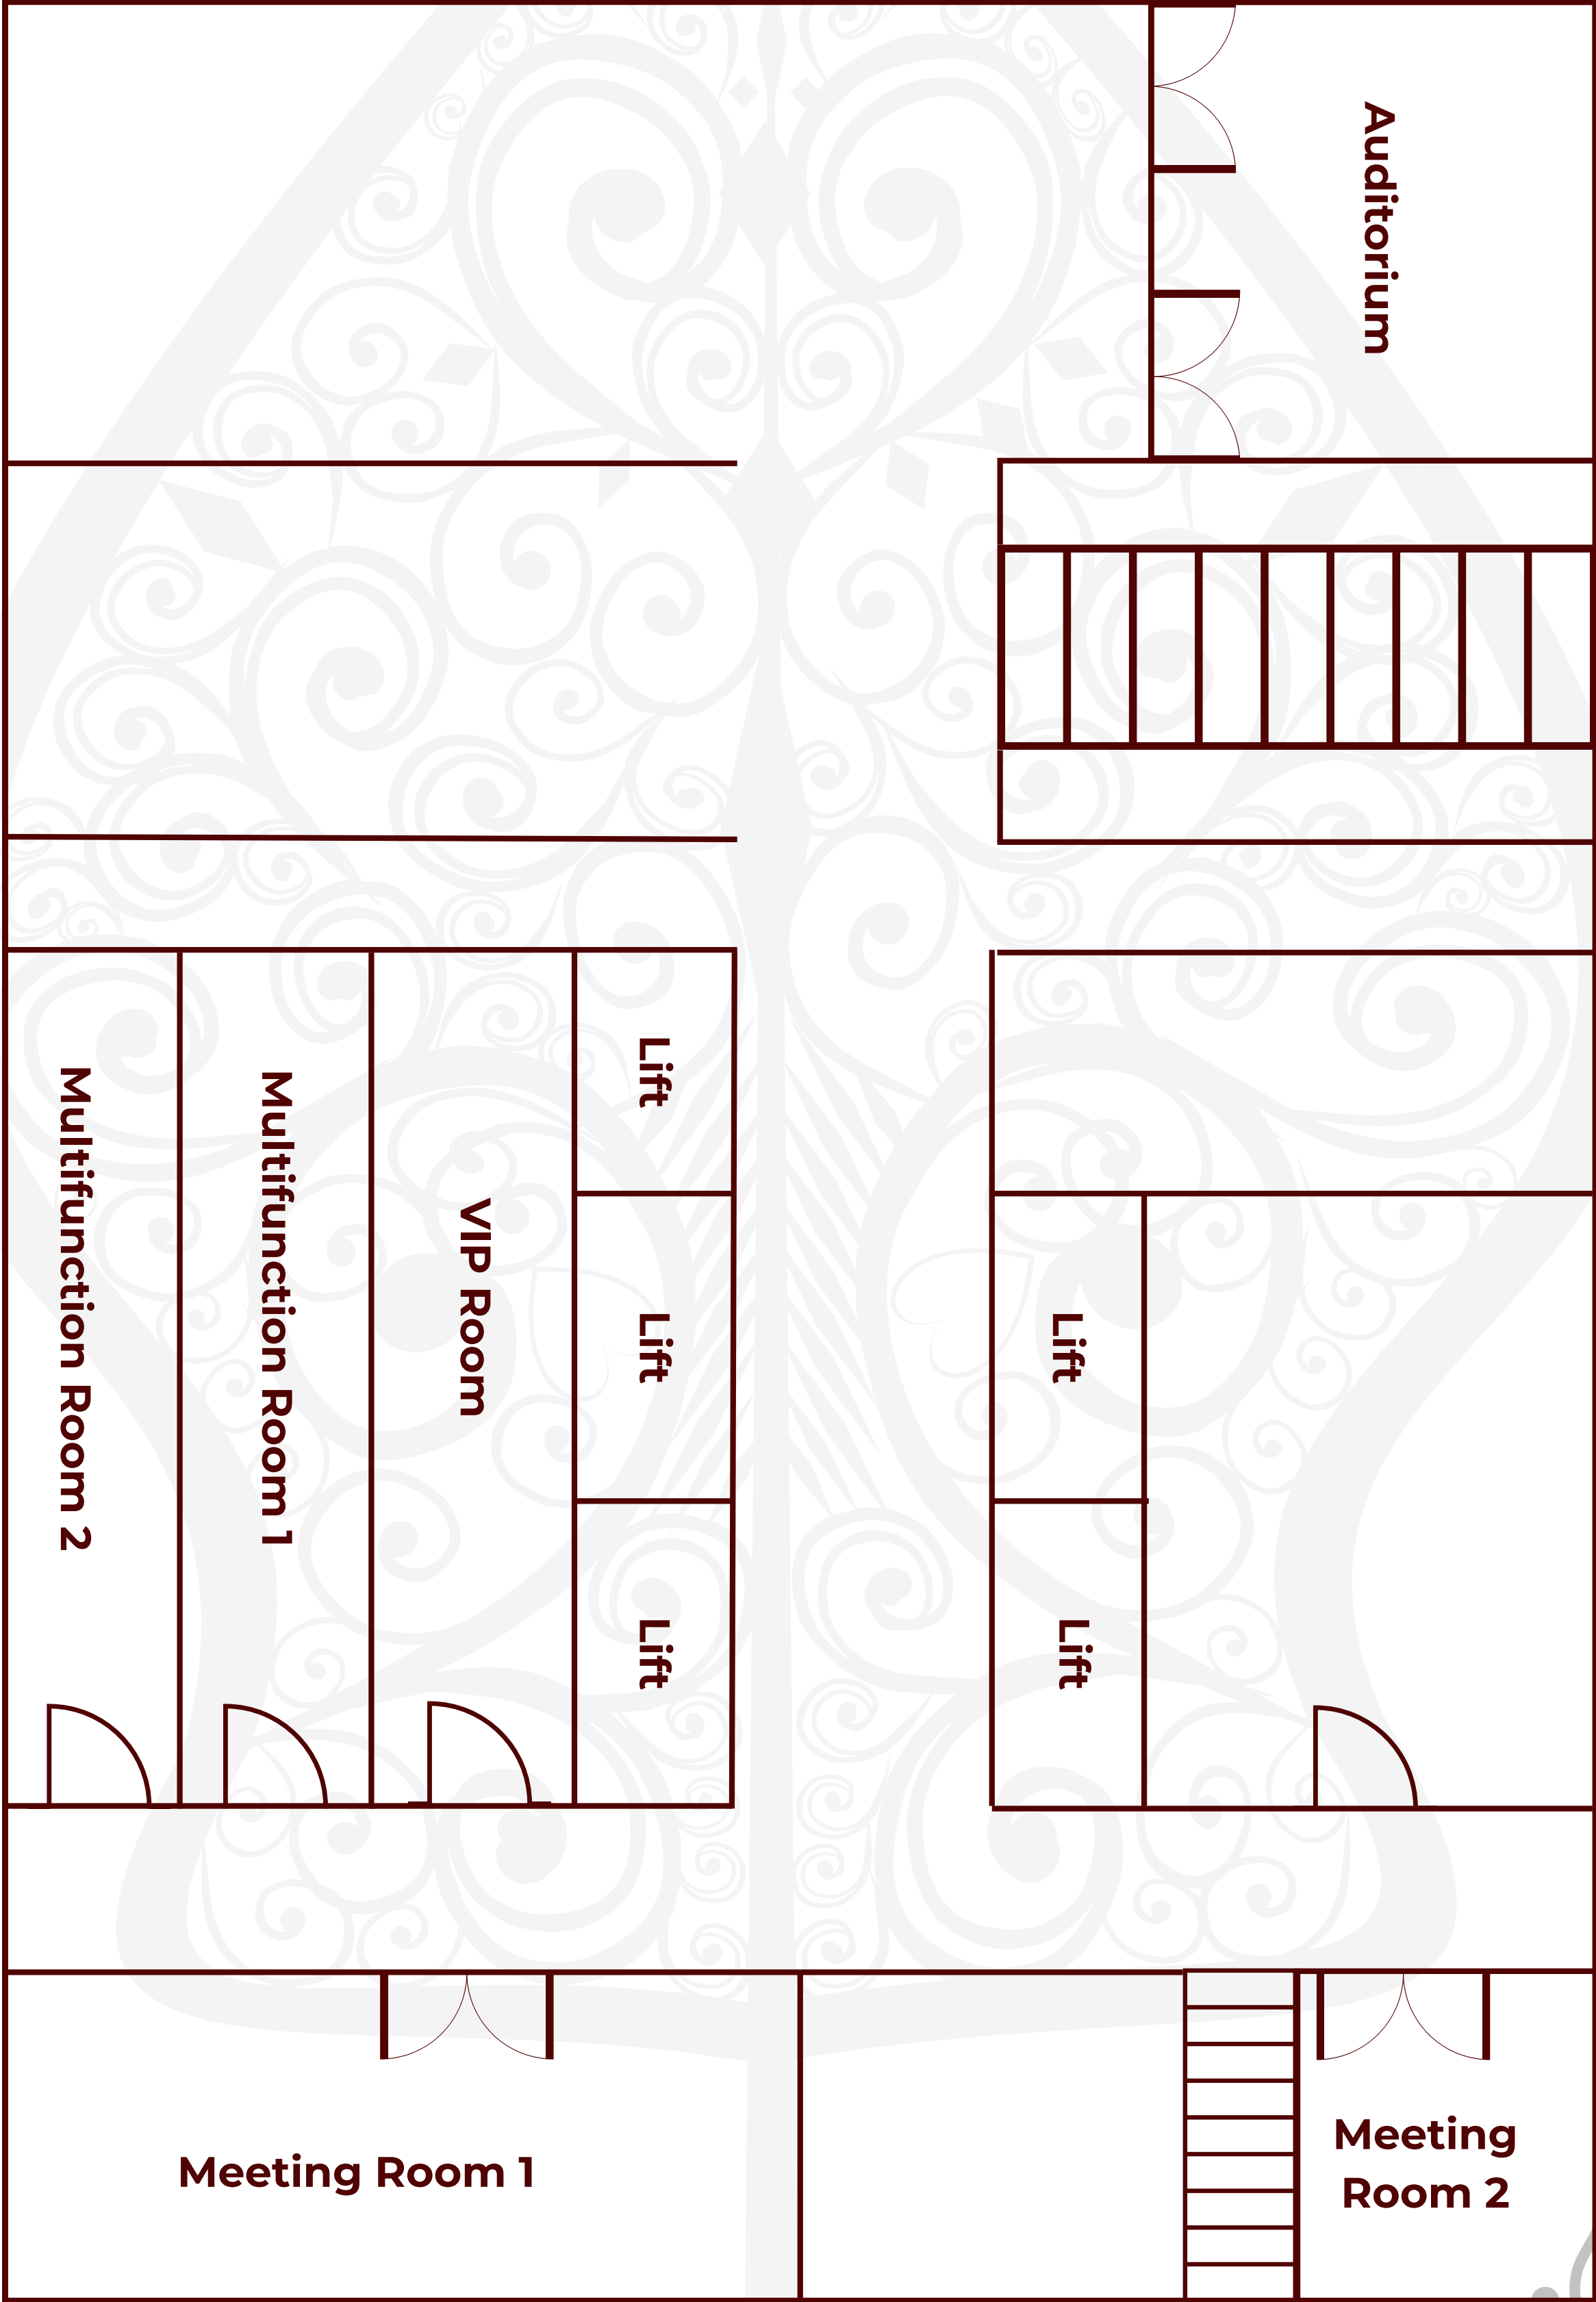 Auditorium
Lift
Multifunction Room 2
Multifunction Room 1
VIP Room
Lift
Lift
Lift
Lift
Meeting Room 1
Meeting
Room 2